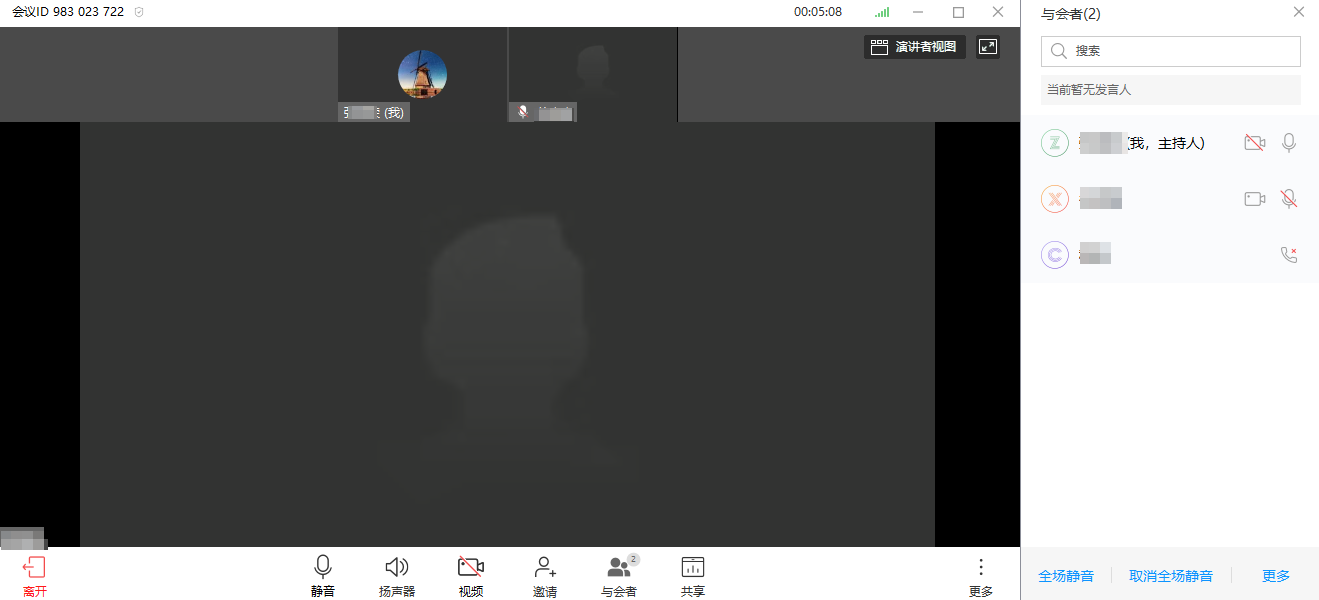 会议ID 983 023 722
00:05:08
演讲者视图
(我)
与会者(2)
搜索
当前暂无发言人
Z
(我，主持人)
X
C
离开
静音
扬声器
视频
邀请
2
与会者
共享
更多
全场静音
取消全场静音
更多